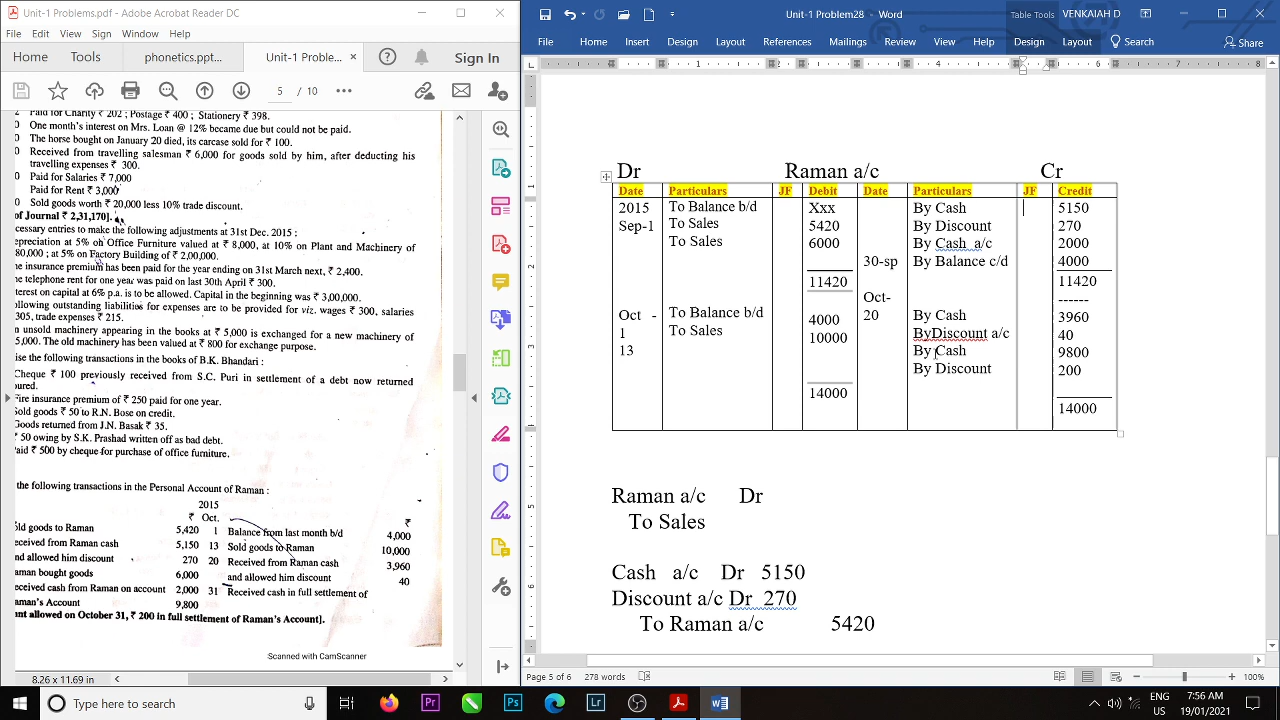 Unit-1 Problems.pdf - Adobe Acrobat Reader DC
File Edit View Sign Window Help
Home Tools phonetics.ppt... Unit-1 Proble... × Sign In
5 / 10
Paid for Charity ₹ 202 ; Postage ₹ 400 ; Stationery ₹ 398.
0 One month's interest on Mrs. Loan @ 12% became due but could not be paid.
0 The horse bought on January 20 died, its carcase sold for ₹ 100.
0 Received from travelling salesman ₹ 6,000 for goods sold by him, after deducting his
travelling expenses ₹ 300.
0 Paid for Salaries ₹ 7,000
Paid for Rent ₹ 3,000
0 Sold goods worth ₹ 20,000 less 10% trade discount.
of Journal ₹ 2,31,170].
cessary entries to make the following adjustments at 31st Dec. 2015 :
epreciation at 5% on Office Furniture valued at ₹ 8,000, at 10% on Plant and Machinery of
80,000 ; at 5% on Factory Building of ₹ 2,00,000.
he insurance premium has been paid for the year ending on 31st March next, ₹ 2,400.
he telephone rent for one year was paid on last 30th April ₹ 300.
terest on capital at 6% p.a. is to be allowed. Capital in the beginning was ₹ 3,00,000.
ollowing outstanding liabilities for expenses are to be provided for viz. wages ₹ 300, salaries
305, trade expenses ₹ 215.
n unsold machinery appearing in the books at ₹ 5,000 is exchanged for a new machinery of
5,000. The old machinery has been valued at ₹ 800 for exchange purpose.
ise the following transactions in the books of B.K. Bhandari :
Cheque ₹ 100 previously received from S.C. Puri in settlement of a debt now returned
oured.
Fire insurance premium of ₹ 250 paid for one year.
Sold goods ₹ 50 to R.N. Bose on credit.
Goods returned from J.N. Basak ₹ 35.
₹ 50 owing by S.K. Prashad written off as bad debt.
Paid ₹ 500 by cheque for purchase of office furniture.
the following transactions in the Personal Account of Raman :
2015
₹ Oct. ₹
old goods to Raman 5,420 1 Balance from last month b/d 4,000
eceived from Raman cash 5,150 13 Sold goods to Raman 10,000
nd allowed him discount 270 20 Received from Raman cash 3,960
aman bought goods 6,000 and allowed him discount 40
eceived cash from Raman on account 2,000 31 Received cash in full settlement of
aman's Account 9,800
ant allowed on October 31, ₹ 200 in full settlement of Raman's Account].
Scanned with CamScanner
8.26 x 11.69 in
Unit-1 Problem28 - Word Table Tools VENKAIAH D
File Home Insert Design Layout References Mailings Review View Help Design Layout Search Share
1 2 3 4 5 6 7 8
Dr Raman a/c Cr
Date Particulars JF Debit Date Particulars JF Credit
2015 To Balance b/d Xxx By Cash 5150
Sep-1 To Sales 5420 By Discount 270
To Sales 6000 By Cash a/c 2000
30-sp By Balance c/d 4000
11420 11420
Oct- ------
Oct - To Balance b/d 4000 20 By Cash 3960
1 To Sales 10000 ByDiscount a/c 40
13 By Cash 9800
By Discount 200
14000 14000
Raman a/c Dr
To Sales
Cash a/c Dr 5150
Discount a/c Dr 270
To Raman a/c 5420
Page 5 of 6 278 words 100%
Type here to search
ENG
US
7:56 AM
19/01/2021